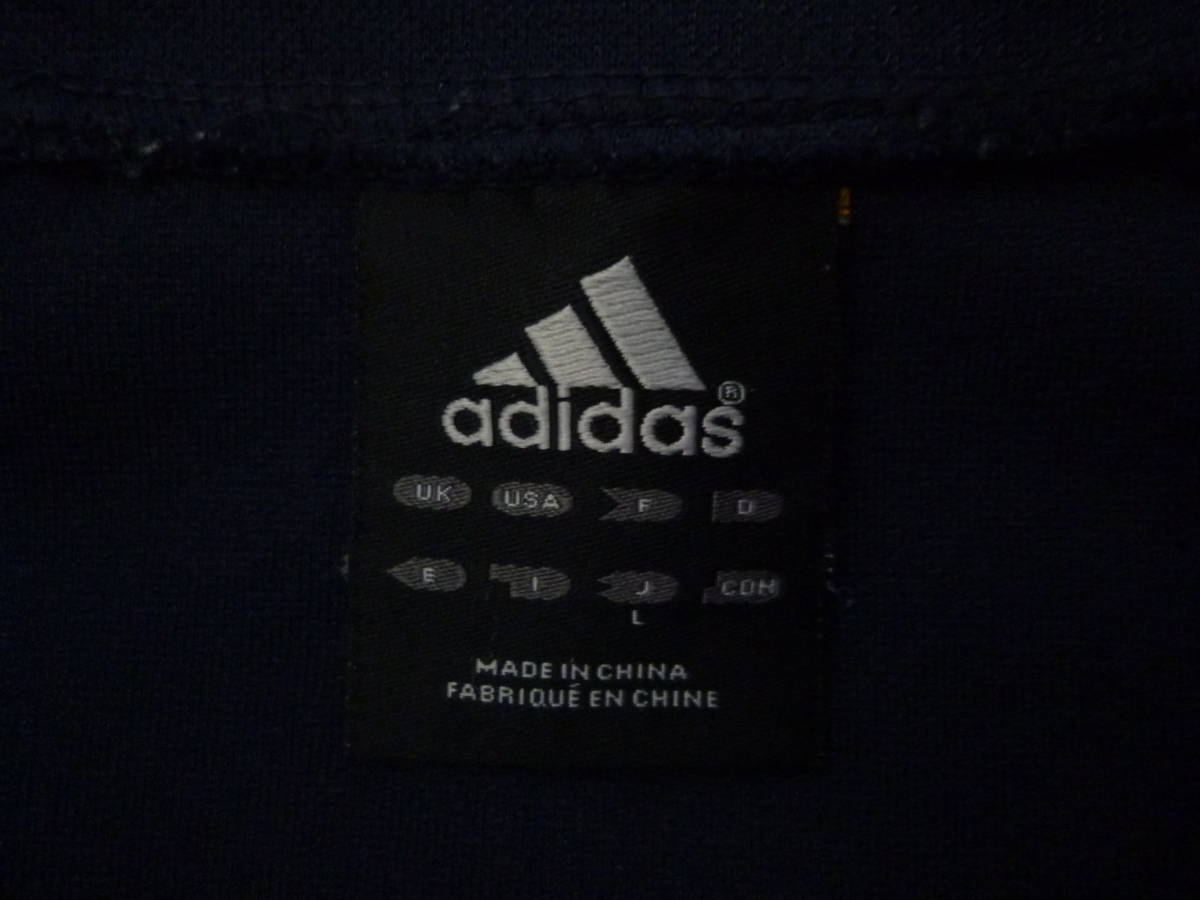 adidas®
UK USA F D
E I J CDN
L
MADE IN CHINA
FABRIQUÉ EN CHINE